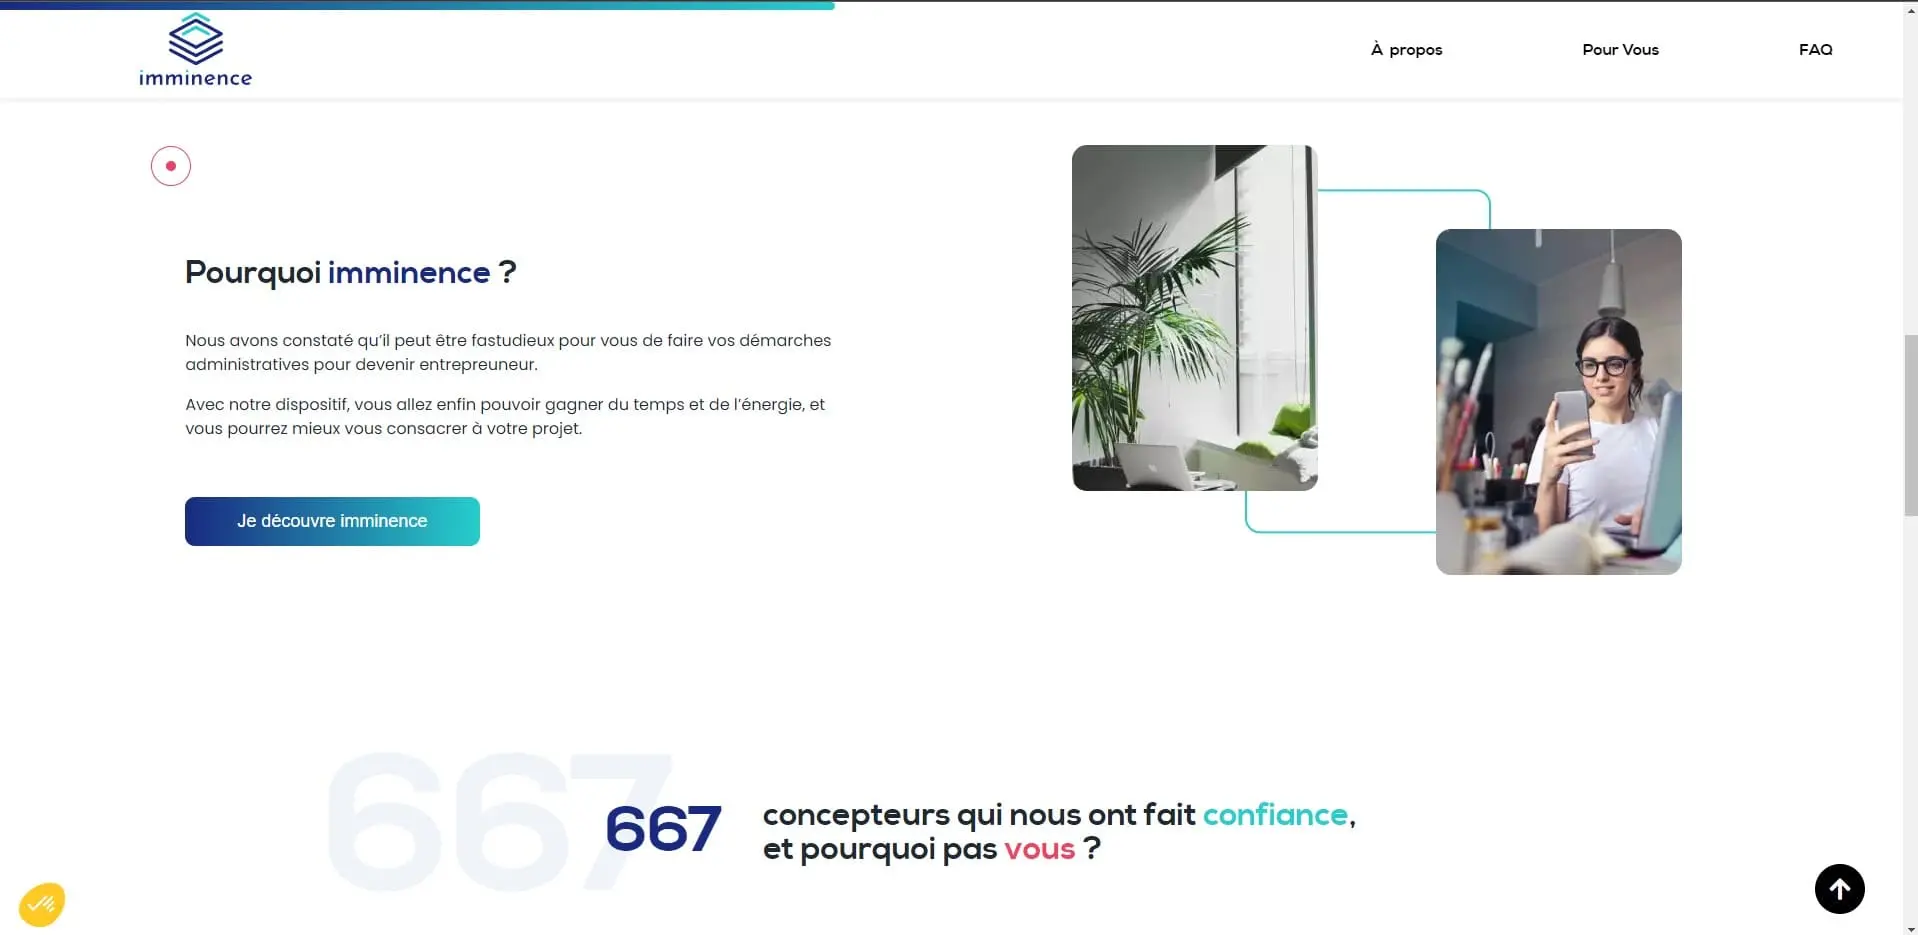 imminence
À propos
Pour Vous
FAQ
Pourquoi imminence ?
Nous avons constaté qu’il peut être fastudieux pour vous de faire vos démarches
administratives pour devenir entrepreuneur.
Avec notre dispositif, vous allez enfin pouvoir gagner du temps et de l’énergie, et
vous pourrez mieux vous consacrer à votre projet.
Je découvre imminence
667
667
concepteurs qui nous ont fait confiance,
et pourquoi pas vous ?